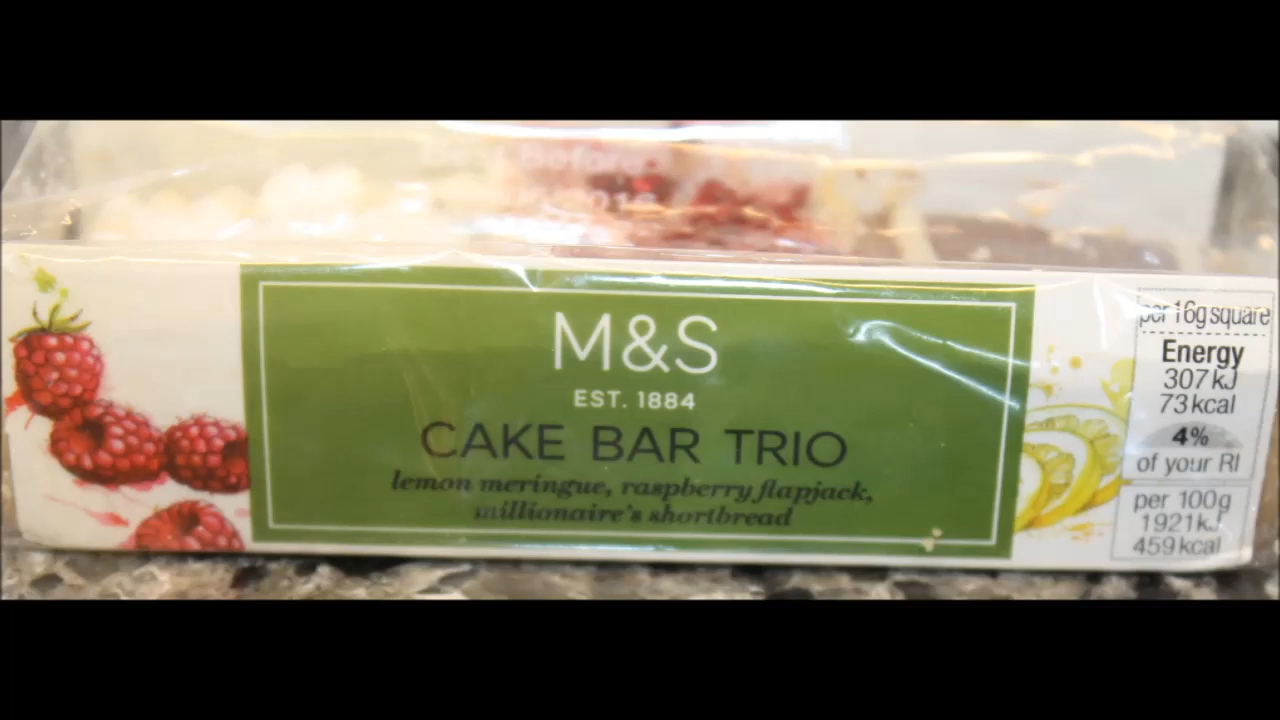 Before
M&S
EST. 1884
CAKE BAR TRIO
lemon meringue, raspberry flapjack,
millionaire's shortbread
per 16g square
Energy
307kJ
73kcal
4%
of your RI
per 100g
1921kJ
459kcal